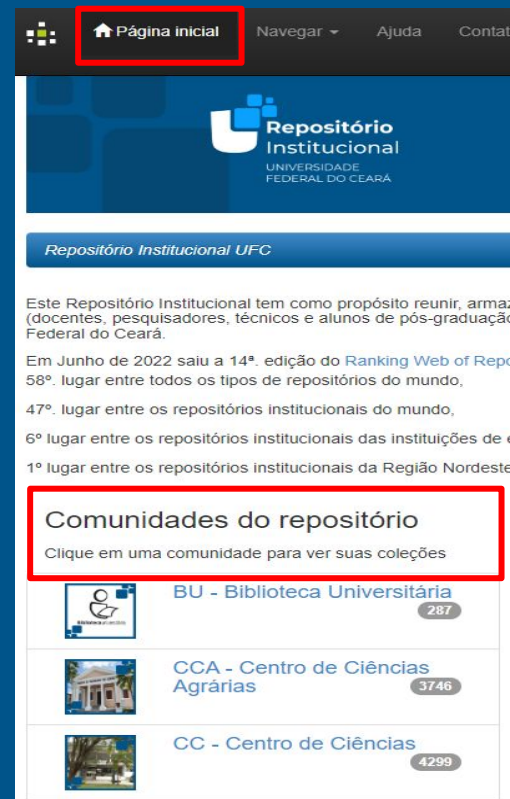 Página inicial Navegar Ajuda Contat
Repositório
Institucional
UNIVERSIDADE
FEDERAL DO CEARÁ
Repositório Institucional UFC
Este Repositório Institucional tem como propósito reunir, armaz
(docentes, pesquisadores, técnicos e alunos de pós-graduação
Federal do Ceará.
Em Junho de 2022 saiu a 14ª. edição do Ranking Web of Repo
58º. lugar entre todos os tipos de repositórios do mundo,
47º. lugar entre os repositórios institucionais do mundo,
6º lugar entre os repositórios institucionais das instituições de e
1º lugar entre os repositórios institucionais da Região Nordeste
Comunidades do repositório
Clique em uma comunidade para ver suas coleções
BU - Biblioteca Universitária
287
CCA - Centro de Ciências
Agrárias 3746
CC - Centro de Ciências
4299